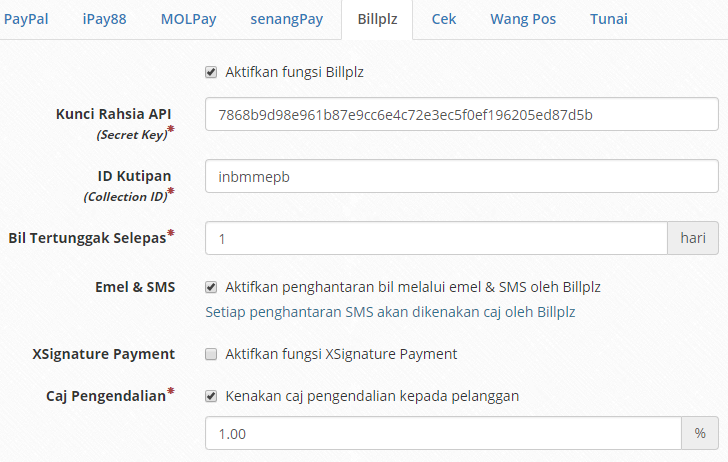 PayPal iPay88 MOLPay senangPay Billplz Cek Wang Pos Tunai
Aktifkan fungsi Billplz
Kunci Rahsia API 7868b9d98e961b87e9cc6e4c72e3ec5f0ef196205ed87d5b
(Secret Key)*
ID Kutipan inbmmepb
(Collection ID)*
Bil Tertunggak Selepas* 1 hari
Emel & SMS Aktifkan penghantaran bil melalui emel & SMS oleh Billplz
Setiap penghantaran SMS akan dikenakan caj oleh Billplz
XSignature Payment Aktifkan fungsi XSignature Payment
Caj Pengendalian* Kenakan caj pengendalian kepada pelanggan
1.00 %